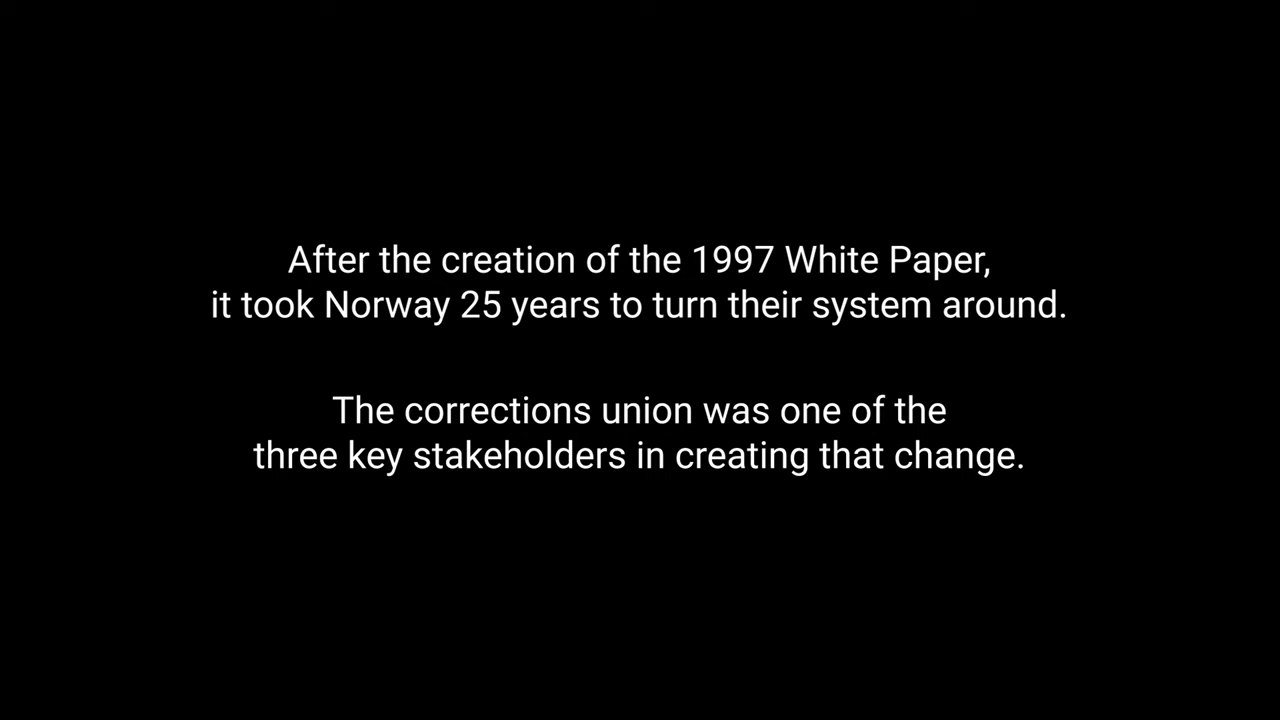 After the creation of the 1997 White Paper,
it took Norway 25 years to turn their system around.
The corrections union was one of the
three key stakeholders in creating that change.